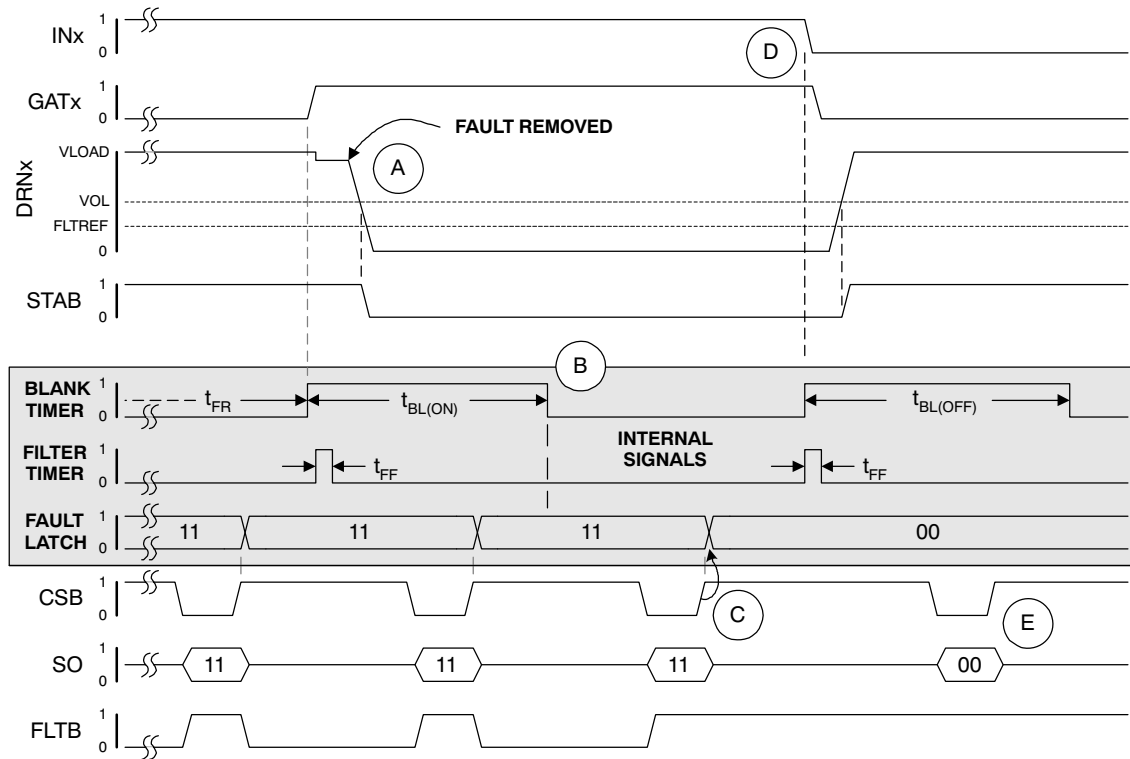 INx 1 0
D
GATx 1 0
FAULT REMOVED
DRNx
VLOAD
A
VOL
FLTREF
0
STAB 1 0
B
BLANK TIMER 1 0
tFR
tBL(ON)
tBL(OFF)
INTERNAL SIGNALS
FILTER TIMER 1 0
tFF
tFF
FAULT LATCH 1 0
11
11
11
00
CSB 1 0
C
E
SO 1 0
11
11
11
00
FLTB 1 0